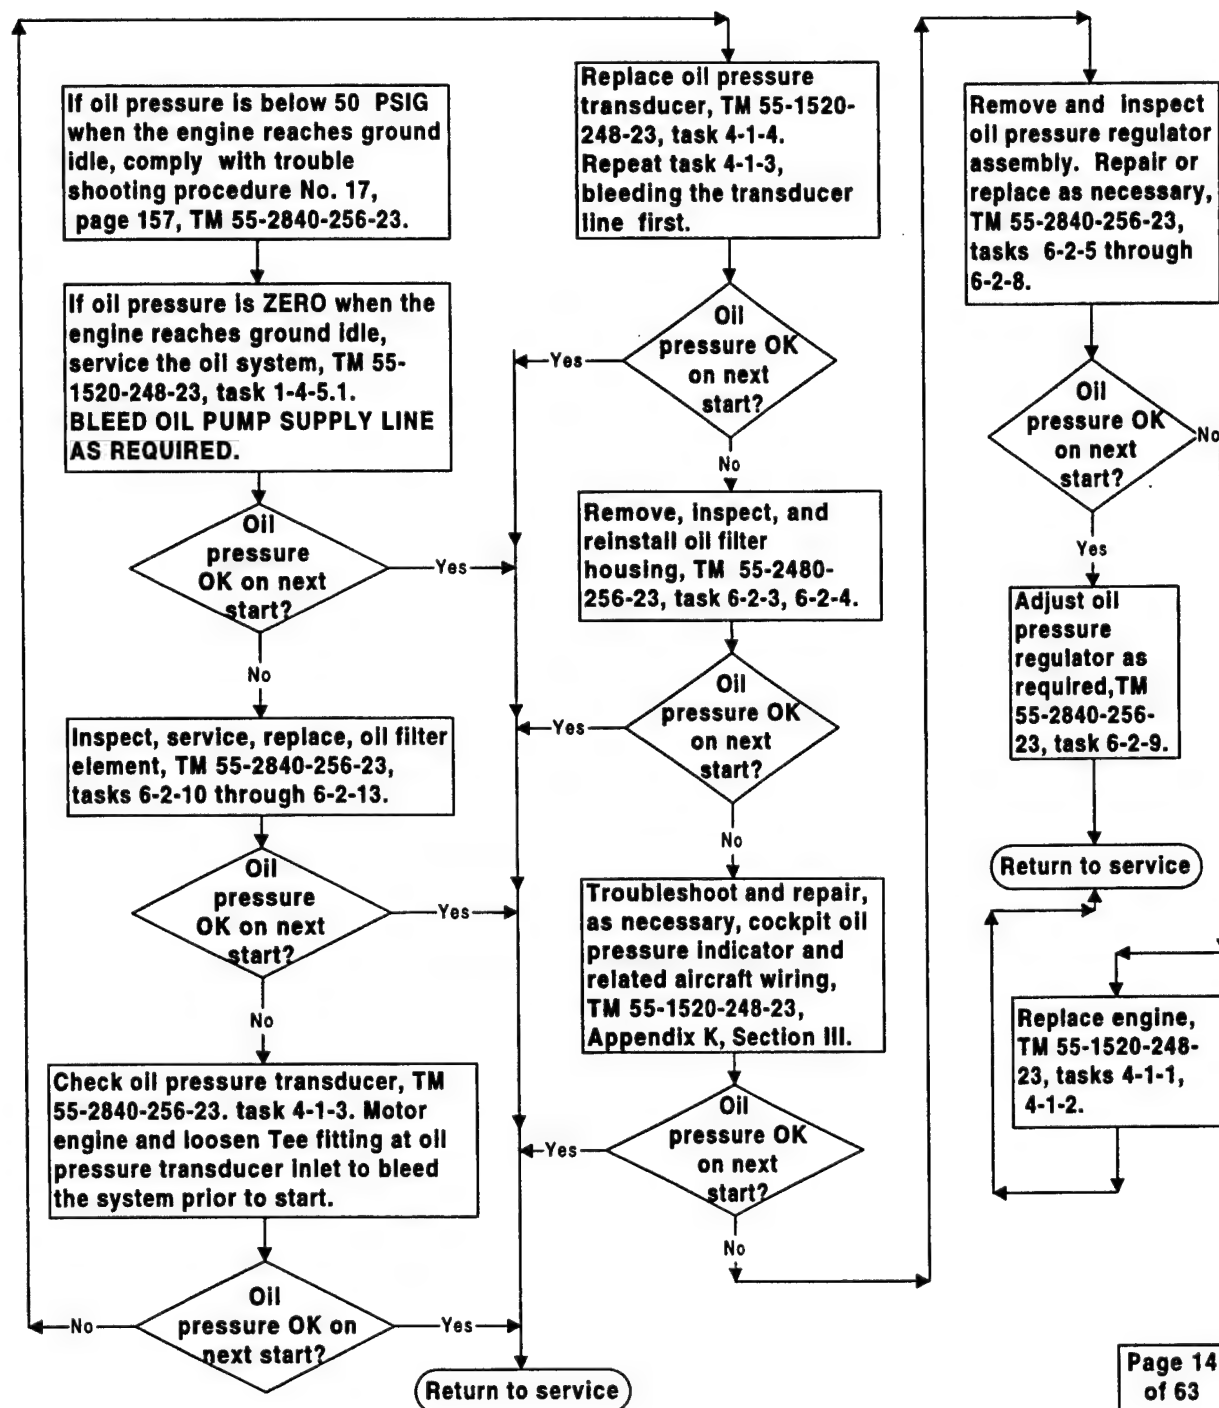 If oil pressure is below 50 PSIG
when the engine reaches ground
idle, comply with trouble
shooting procedure No. 17,
page 157, TM 55-2840-256-23.
If oil pressure is ZERO when the
engine reaches ground idle,
service the oil system, TM 55-
1520-248-23, task 1-4-5.1.
BLEED OIL PUMP SUPPLY LINE
AS REQUIRED.
Oil
pressure
OK on next
start?
Yes
No
Inspect, service, replace, oil filter
element, TM 55-2840-256-23,
tasks 6-2-10 through 6-2-13.
Oil
pressure
OK on next
start?
Yes
No
Check oil pressure transducer, TM
55-2840-256-23. task 4-1-3. Motor
engine and loosen Tee fitting at oil
pressure transducer inlet to bleed
the system prior to start.
Oil
pressure OK on
next start?
No
Yes
Return to service
Replace oil pressure
transducer, TM 55-1520-
248-23, task 4-1-4.
Repeat task 4-1-3,
bleeding the transducer
line first.
Oil
pressure OK
on next
start?
Yes
No
Remove, inspect, and
reinstall oil filter
housing, TM 55-2480-
256-23, task 6-2-3, 6-2-4.
Oil
pressure OK
on next
start?
Yes
No
Troubleshoot and repair,
as necessary, cockpit oil
pressure indicator and
related aircraft wiring,
TM 55-1520-248-23,
Appendix K, Section III.
Oil
pressure OK
on next
start?
Yes
No
Remove and inspect
oil pressure regulator
assembly. Repair or
replace as necessary,
TM 55-2840-256-23,
tasks 6-2-5 through
6-2-8.
Oil
pressure OK
on next
start?
No
Yes
Adjust oil
pressure
regulator as
required,TM
55-2840-256-
23, task 6-2-9.
Return to service
Replace engine,
TM 55-1520-248-
23, tasks 4-1-1,
4-1-2.
Page 14
of 63